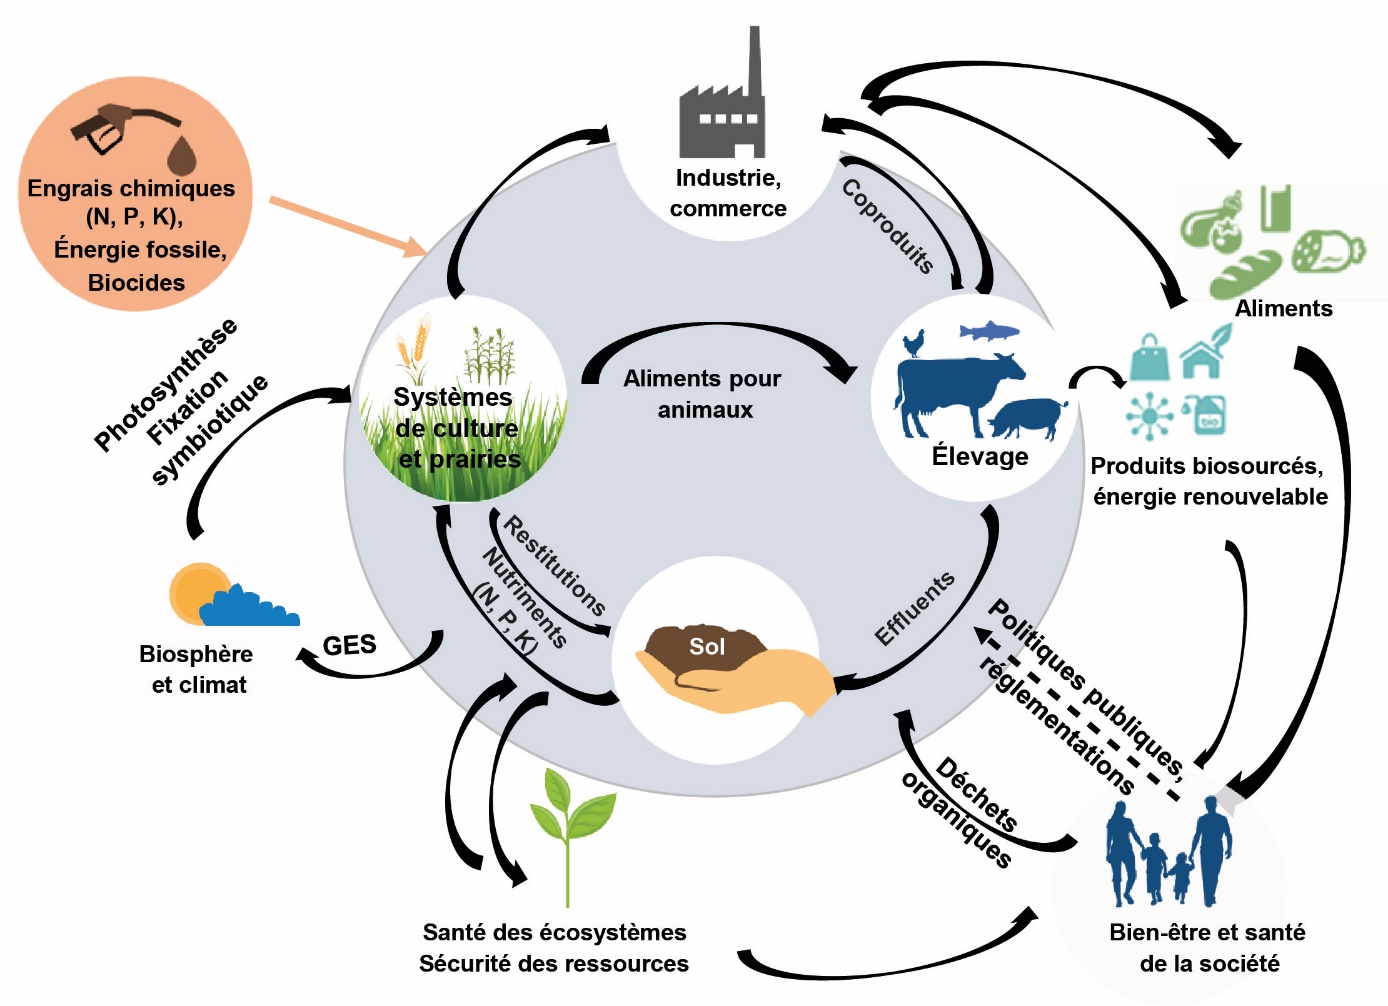 Industrie,
commerce
Engrais chimiques
(N, P, K),
Énergie fossile,
Biocides
Coproduits
Aliments
Photosynthèse
Fixation
symbiotique
Systèmes
de culture
et prairies
Aliments pour
animaux
Élevage
bio
Produits biosourcés,
énergie renouvelable
Restitutions
Nutriments
(N, P, K)
Sol
Effluents
Politiques publiques,
réglementations
GES
Biosphère
et climat
Déchets
organiques
Santé des écosystèmes
Sécurité des ressources
Bien-être et santé
de la société